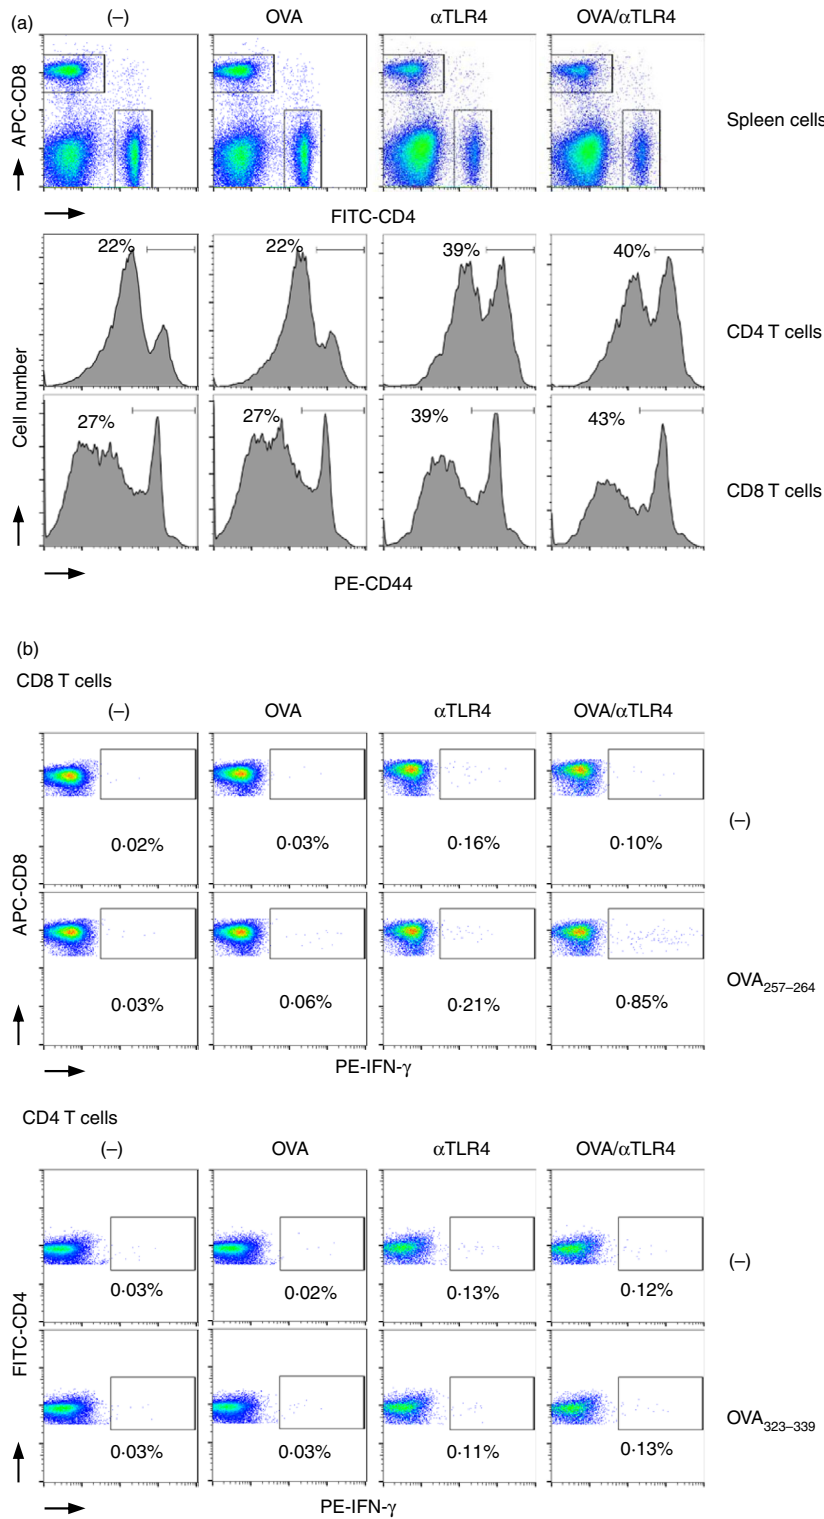 (a)
(–) OVA αTLR4 OVA/αTLR4
APC-CD8
Spleen cells
FITC-CD4
22% 22% 39% 40%
CD4 T cells
Cell number
27% 27% 39% 43%
CD8 T cells
PE-CD44
(b)
CD8 T cells
(–) OVA αTLR4 OVA/αTLR4
0·02% 0·03% 0·16% 0·10%
(–)
APC-CD8
0·03% 0·06% 0·21% 0·85%
OVA257–264
PE-IFN-γ
CD4 T cells
(–) OVA αTLR4 OVA/αTLR4
0·03% 0·02% 0·13% 0·12%
(–)
FITC-CD4
0·03% 0·03% 0·11% 0·13%
OVA323–339
PE-IFN-γ